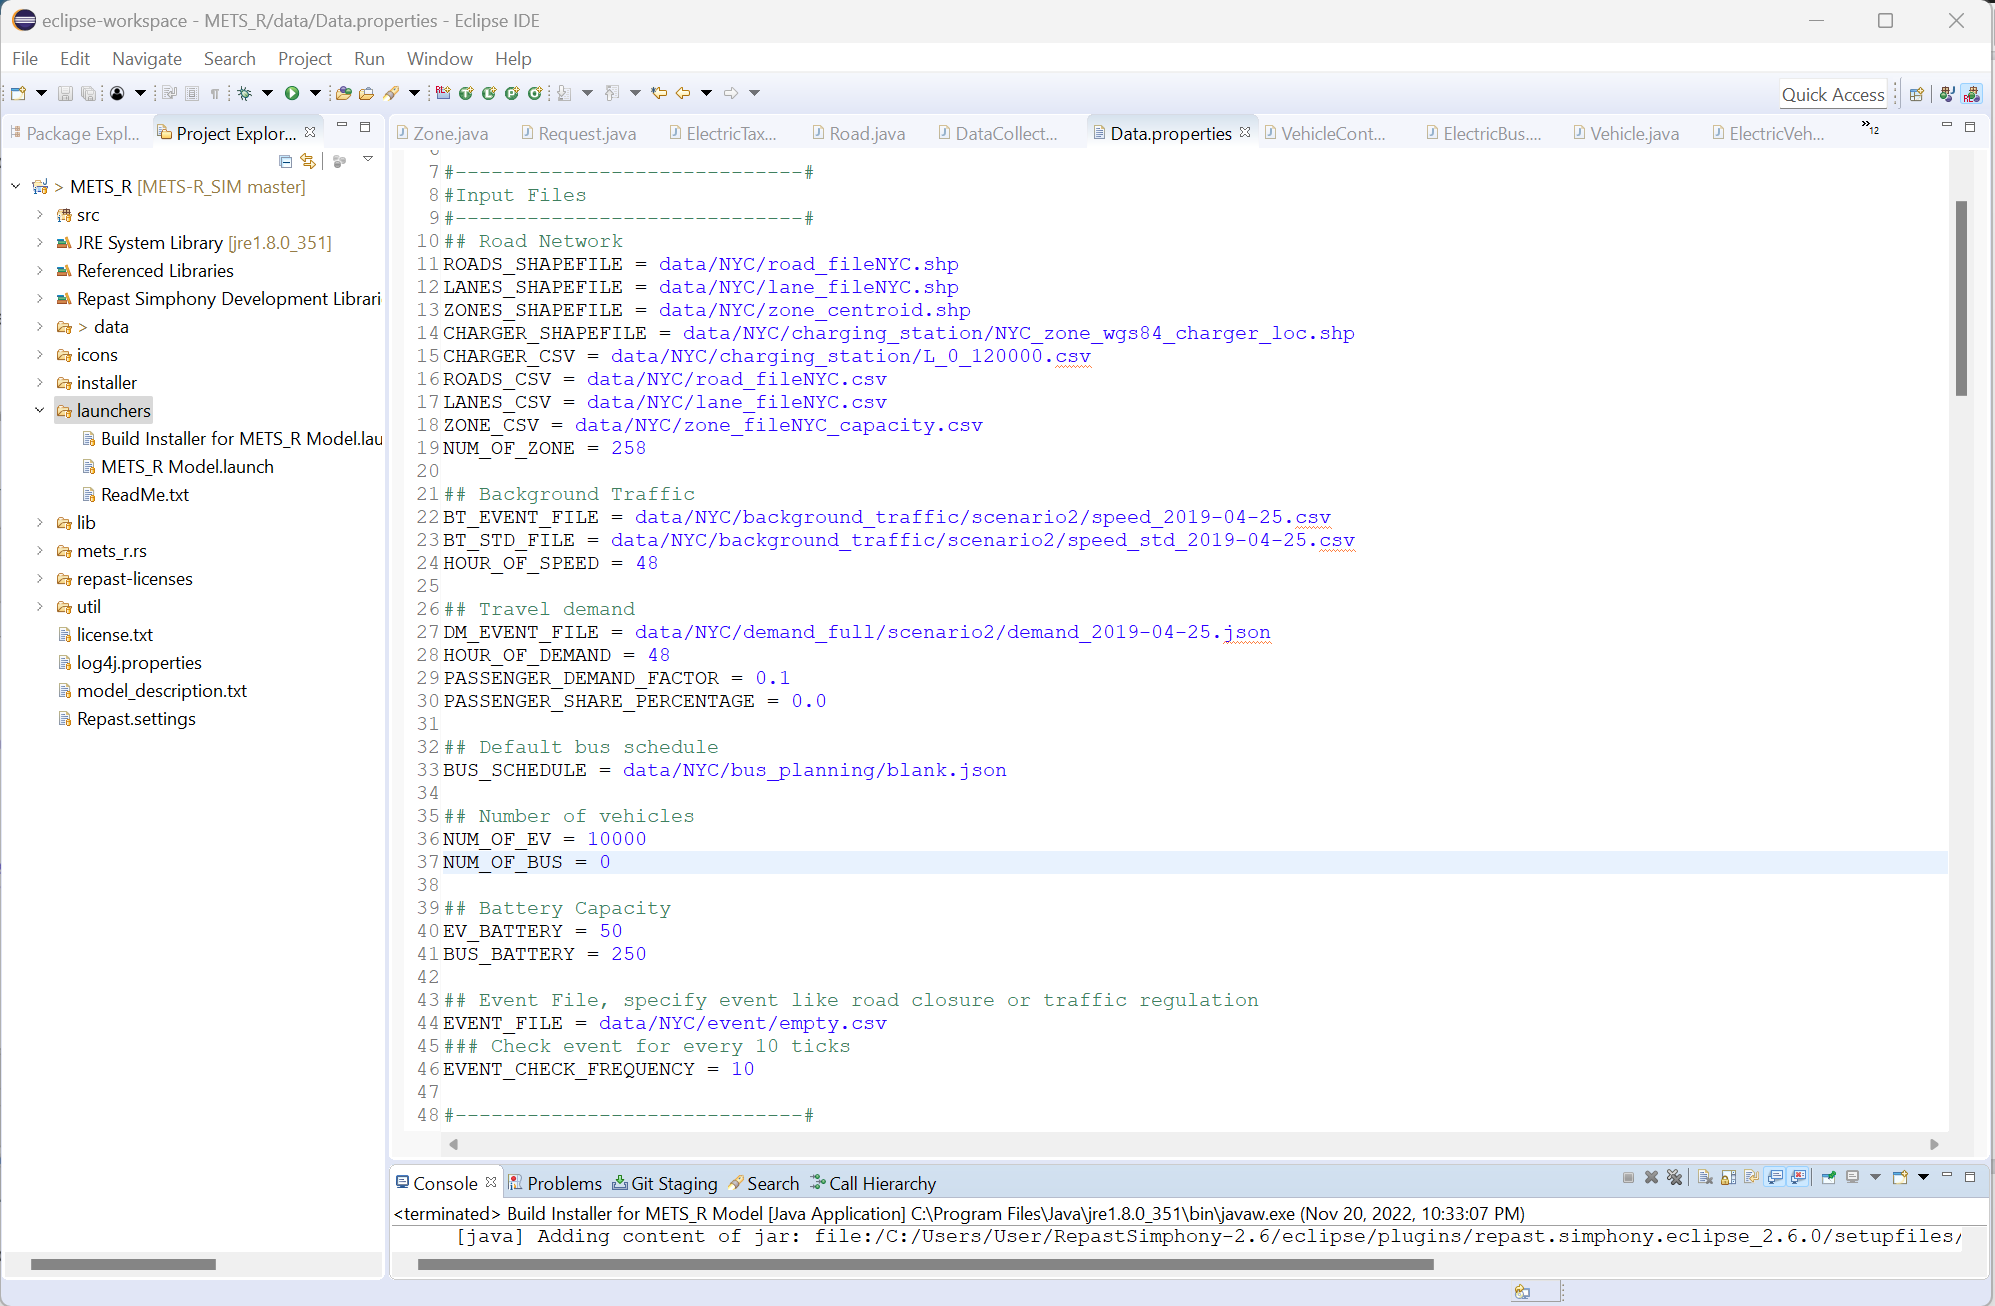 eclipse-workspace - METS_R/data/Data.properties - Eclipse IDE
File Edit Navigate Search Project Run Window Help
Quick Access
Package Expl... Project Explor...
Zone.java Request.java ElectricTax... Road.java DataCollect... Data.properties VehicleCont... ElectricBus.... Vehicle.java ElectricVeh... »12
> METS_R [METS-R_SIM master]
src
JRE System Library [jre1.8.0_351]
Referenced Libraries
Repast Simphony Development Librari
> data
icons
installer
launchers
Build Installer for METS_R Model.lau
METS_R Model.launch
ReadMe.txt
lib
mets_r.rs
repast-licenses
util
license.txt
log4j.properties
model_description.txt
Repast.settings
7 #-----------------------------#
8 #Input Files
9 #-----------------------------#
10 ## Road Network
11 ROADS_SHAPEFILE = data/NYC/road_fileNYC.shp
12 LANES_SHAPEFILE = data/NYC/lane_fileNYC.shp
13 ZONES_SHAPEFILE = data/NYC/zone_centroid.shp
14 CHARGER_SHAPEFILE = data/NYC/charging_station/NYC_zone_wgs84_charger_loc.shp
15 CHARGER_CSV = data/NYC/charging_station/L_0_120000.csv
16 ROADS_CSV = data/NYC/road_fileNYC.csv
17 LANES_CSV = data/NYC/lane_fileNYC.csv
18 ZONE_CSV = data/NYC/zone_fileNYC_capacity.csv
19 NUM_OF_ZONE = 258
20
21 ## Background Traffic
22 BT_EVENT_FILE = data/NYC/background_traffic/scenario2/speed_2019-04-25.csv
23 BT_STD_FILE = data/NYC/background_traffic/scenario2/speed_std_2019-04-25.csv
24 HOUR_OF_SPEED = 48
25
26 ## Travel demand
27 DM_EVENT_FILE = data/NYC/demand_full/scenario2/demand_2019-04-25.json
28 HOUR_OF_DEMAND = 48
29 PASSENGER_DEMAND_FACTOR = 0.1
30 PASSENGER_SHARE_PERCENTAGE = 0.0
31
32 ## Default bus schedule
33 BUS_SCHEDULE = data/NYC/bus_planning/blank.json
34
35 ## Number of vehicles
36 NUM_OF_EV = 10000
37 NUM_OF_BUS = 0
38
39 ## Battery Capacity
40 EV_BATTERY = 50
41 BUS_BATTERY = 250
42
43 ## Event File, specify event like road closure or traffic regulation
44 EVENT_FILE = data/NYC/event/empty.csv
45 ### Check event for every 10 ticks
46 EVENT_CHECK_FREQUENCY = 10
47
48 #-----------------------------#
Console Problems Git Staging Search Call Hierarchy
<terminated> Build Installer for METS_R Model [Java Application] C:\Program Files\Java\jre1.8.0_351\bin\javaw.exe (Nov 20, 2022, 10:33:07 PM)
[java] Adding content of jar: file:/C:/Users/User/RepastSimphony-2.6/eclipse/plugins/repast.simphony.eclipse_2.6.0/setupfiles/